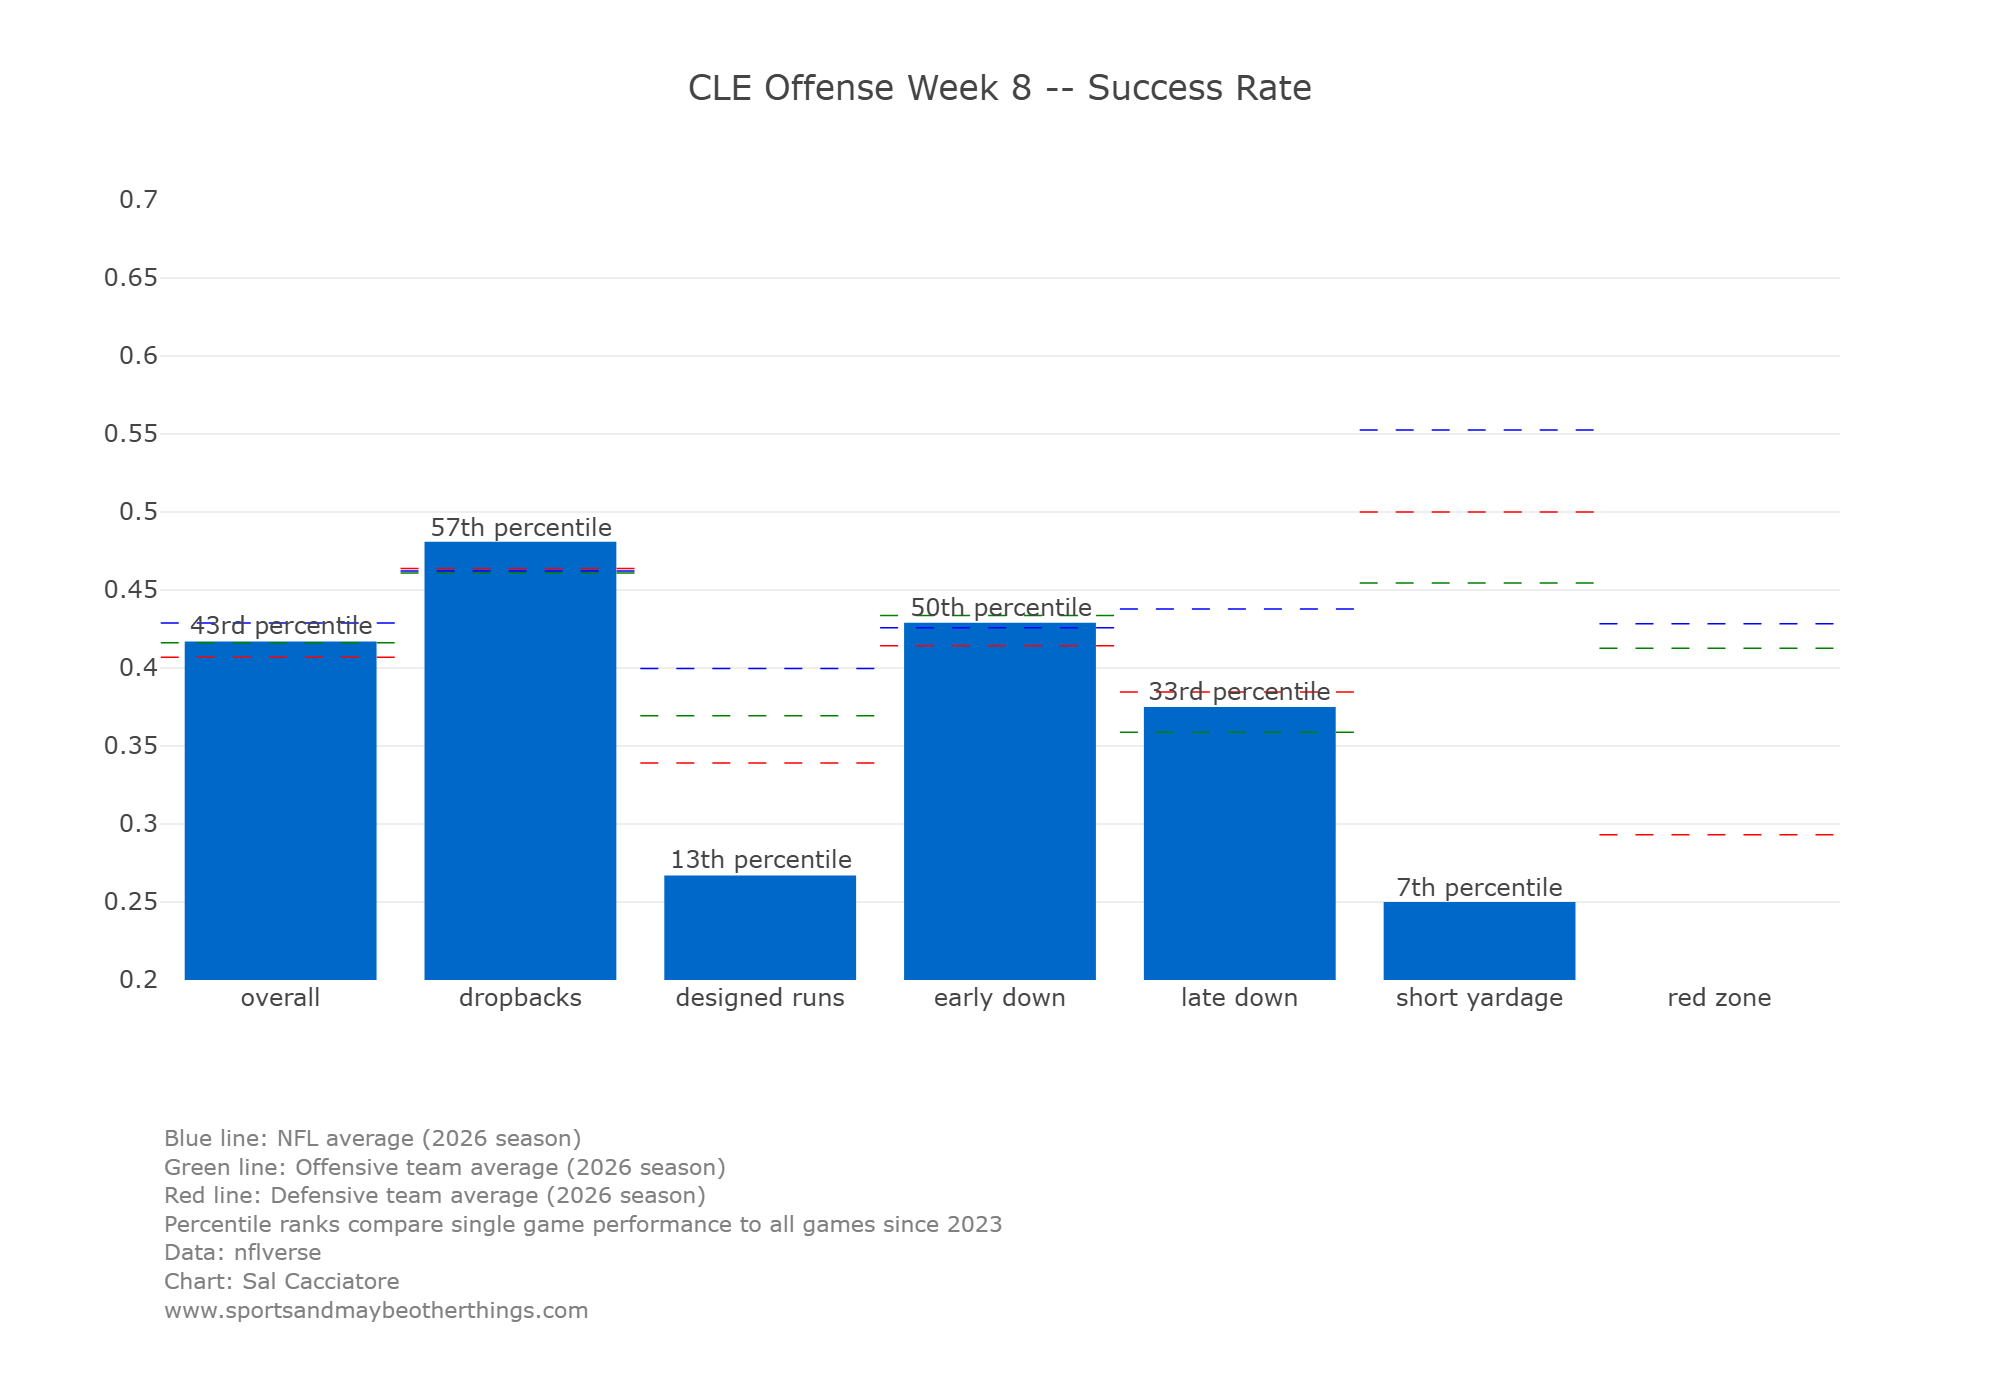 CLE Offense Week 8 -- Success Rate
0.7
0.65
0.6
0.55
0.5
0.45
0.4
0.35
0.3
0.25
0.2
43rd percentile
57th percentile
13th percentile
50th percentile
33rd percentile
7th percentile
overall
dropbacks
designed runs
early down
late down
short yardage
red zone
Blue line: NFL average (2026 season)
Green line: Offensive team average (2026 season)
Red line: Defensive team average (2026 season)
Percentile ranks compare single game performance to all games since 2023
Data: nflverse
Chart: Sal Cacciatore
www.sportsandmaybeotherthings.com